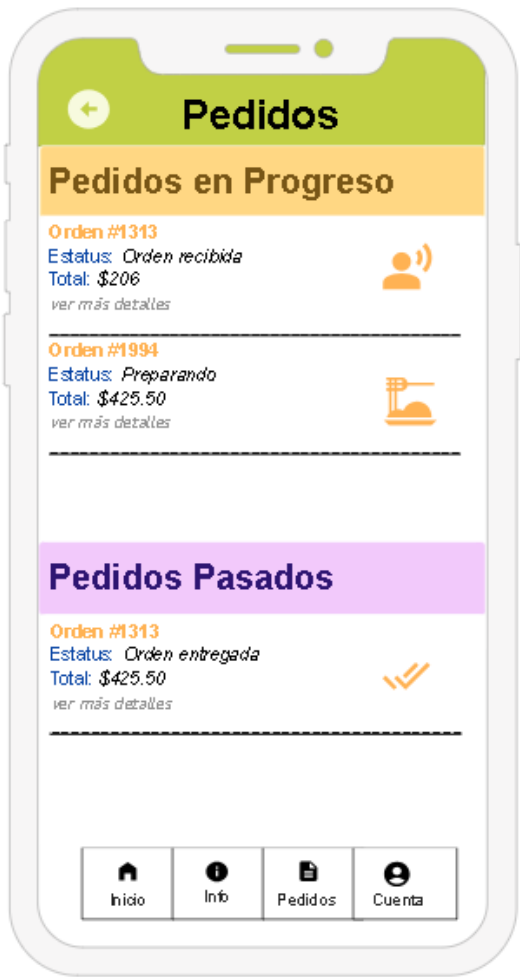 Pedidos
Pedidos en Progreso
Orden #1313
Estatus: Orden recibida
Total: $206
ver más detalles
Orden #1994
Estatus: Preparando
Total: $425.50
ver más detalles
Pedidos Pasados
Orden #1313
Estatus: Orden entregada
Total: $425.50
ver más detalles
Inicio
Info
Pedidos
Cuenta